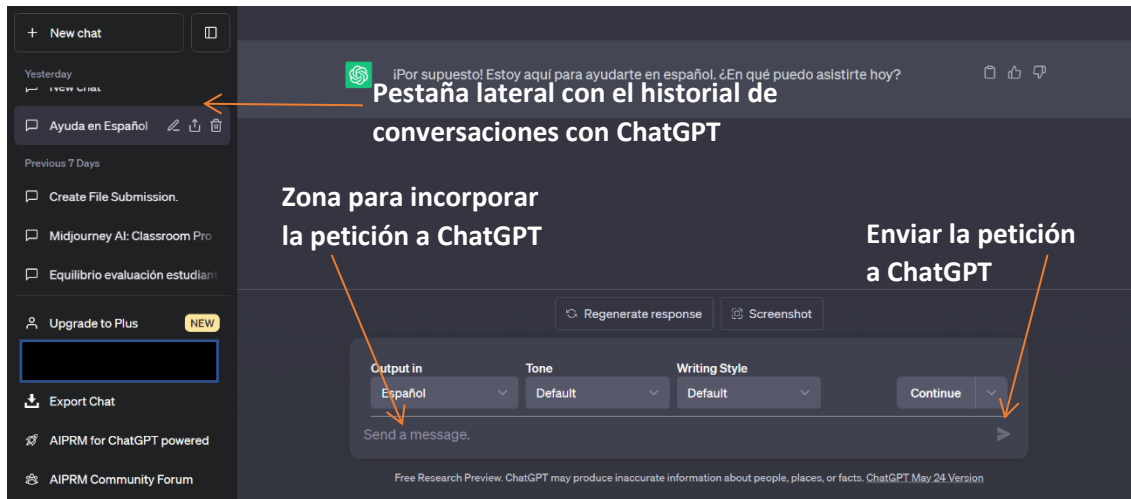 New chat
Yesterday
New chat
Ayuda en Español
Previous 7 Days
Create File Submission.
Midjourney AI: Classroom Pro
Equilibrio evaluación estudiant
Upgrade to Plus NEW
Export Chat
AIPRM for ChatGPT powered
AIPRM Community Forum
¡Por supuesto! Estoy aquí para ayudarte en español. ¿En qué puedo asistirte hoy?
Pestaña lateral con el historial de
conversaciones con ChatGPT
Zona para incorporar
la petición a ChatGPT
Enviar la petición
a ChatGPT
Regenerate response Screenshot
Output in Tone Writing Style
Español Default Default Continue
Send a message.
Free Research Preview. ChatGPT may produce inaccurate information about people, places, or facts. ChatGPT May 24 Version